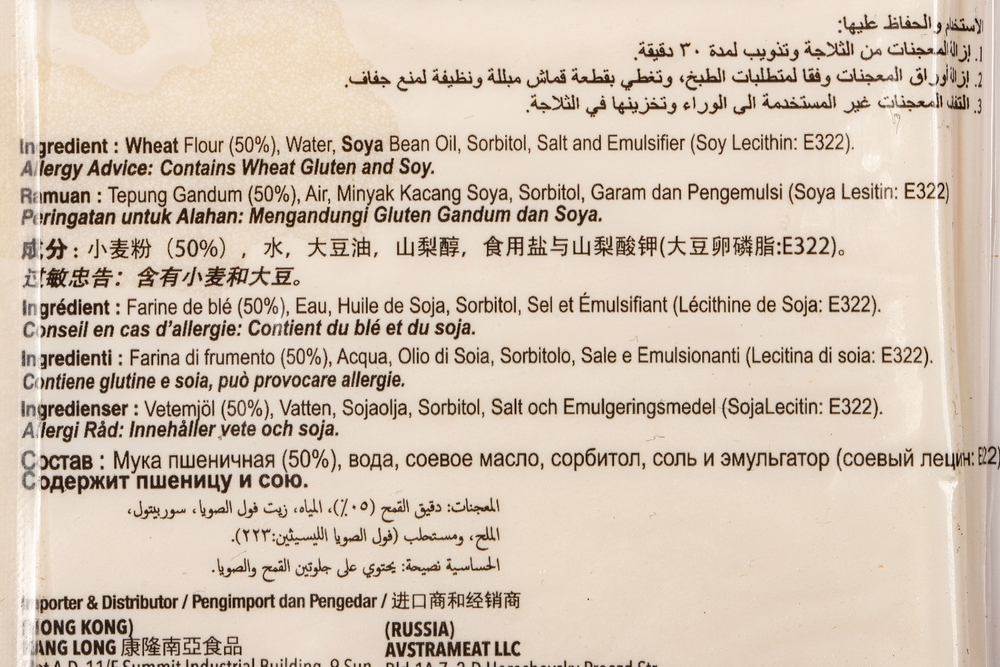 الاستخدام والحفاظ عليها:
1. إزالة المعجنات من الثلاجة وتذويب لمدة ٣٠ دقيقة.
2. إزالة أوراق المعجنات وفقا لمتطلبات الطبخ، وتغطي بقطعة قماش مبللة ونظيفة لمنع جفاف.
3. التفاف المعجنات غير المستخدمة الى الوراء وتخزينها في الثلاجة.
Ingredient : Wheat Flour (50%), Water, Soya Bean Oil, Sorbitol, Salt and Emulsifier (Soy Lecithin: E322).
Allergy Advice: Contains Wheat Gluten and Soy.
Ramuan : Tepung Gandum (50%), Air, Minyak Kacang Soya, Sorbitol, Garam dan Pengemulsi (Soya Lesitin: E322)
Peringatan untuk Alahan: Mengandungi Gluten Gandum dan Soya.
成分：小麦粉（50%），水，大豆油，山梨醇，食用盐与山梨酸钾(大豆卵磷脂:E322)。
过敏忠告：含有小麦和大豆。
Ingrédient : Farine de blé (50%), Eau, Huile de Soja, Sorbitol, Sel et Émulsifiant (Lécithine de Soja: E322).
Conseil en cas d'allergie: Contient du blé et du soja.
Ingredienti : Farina di frumento (50%), Acqua, Olio di Soia, Sorbitolo, Sale e Emulsionanti (Lecitina di soia: E322).
Contiene glutine e soia, può provocare allergie.
Ingredienser : Vetemjöl (50%), Vatten, Sojaolja, Sorbitol, Salt och Emulgeringsmedel (SojaLecitin: E322).
Allergi Råd: Innehåller vete och soja.
Состав : Мука пшеничная (50%), вода, соевое масло, сорбитол, соль и эмульгатор (соевый лецин: E22)
Содержит пшеницу и сою.
المعجنات: دقيق القمح (٠٥٪)، المياه، زيت فول الصويا، سوربيتول،
الملح، ومستحلب (فول الصويا الليسيثين:٢٢٣).
الحساسية نصيحة: يحتوي على جلوتين القمح والصويا.
Importer & Distributor / Pengimport dan Pengedar / 进口商和经销商
(HONG KONG)
KANG LONG 康隆南亞食品
(RUSSIA)
AVSTRAMEAT LLC
A-D, 11/F Summit Industrial Building, 9 Sun